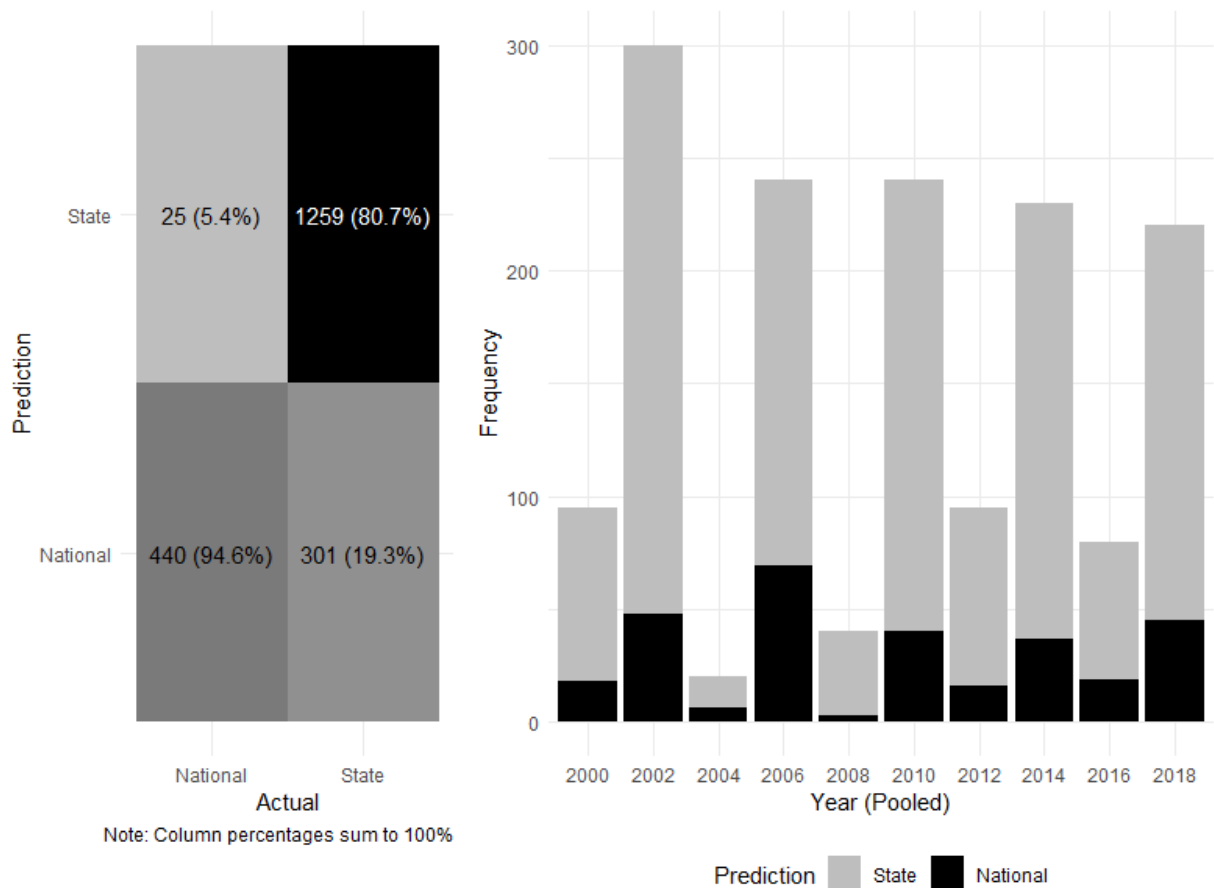 Prediction
State
National
25 (5.4%)
1259 (80.7%)
440 (94.6%)
301 (19.3%)
National
State
Actual
Note: Column percentages sum to 100%
Frequency
300
200
100
0
2000 2002 2004 2006 2008 2010 2012 2014 2016 2018
Year (Pooled)
Prediction State National